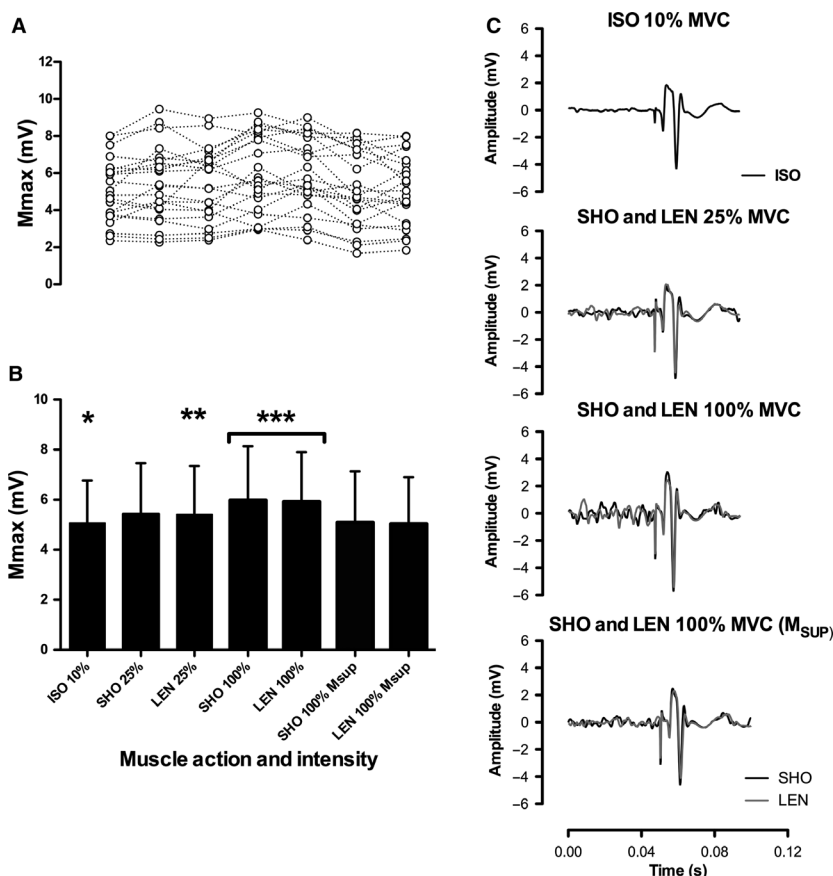 A
12
10
8
6
4
2
0
Mmax (mV)
B
10
8
6
4
2
0
Mmax (mV)
*
**
***
ISO 10%
SHO 25%
LEN 25%
SHO 100%
LEN 100%
SHO 100% Msup
LEN 100% Msup
Muscle action and intensity
C
ISO 10% MVC
6
4
2
0
−2
−4
−6
Amplitude (mV)
ISO
SHO and LEN 25% MVC
6
4
2
0
−2
−4
−6
Amplitude (mV)
SHO and LEN 100% MVC
6
4
2
0
−2
−4
−6
Amplitude (mV)
SHO and LEN 100% MVC (MSUP)
6
4
2
0
−2
−4
−6
Amplitude (mV)
SHO
LEN
0.00
0.04
0.08
0.12
Time (s)